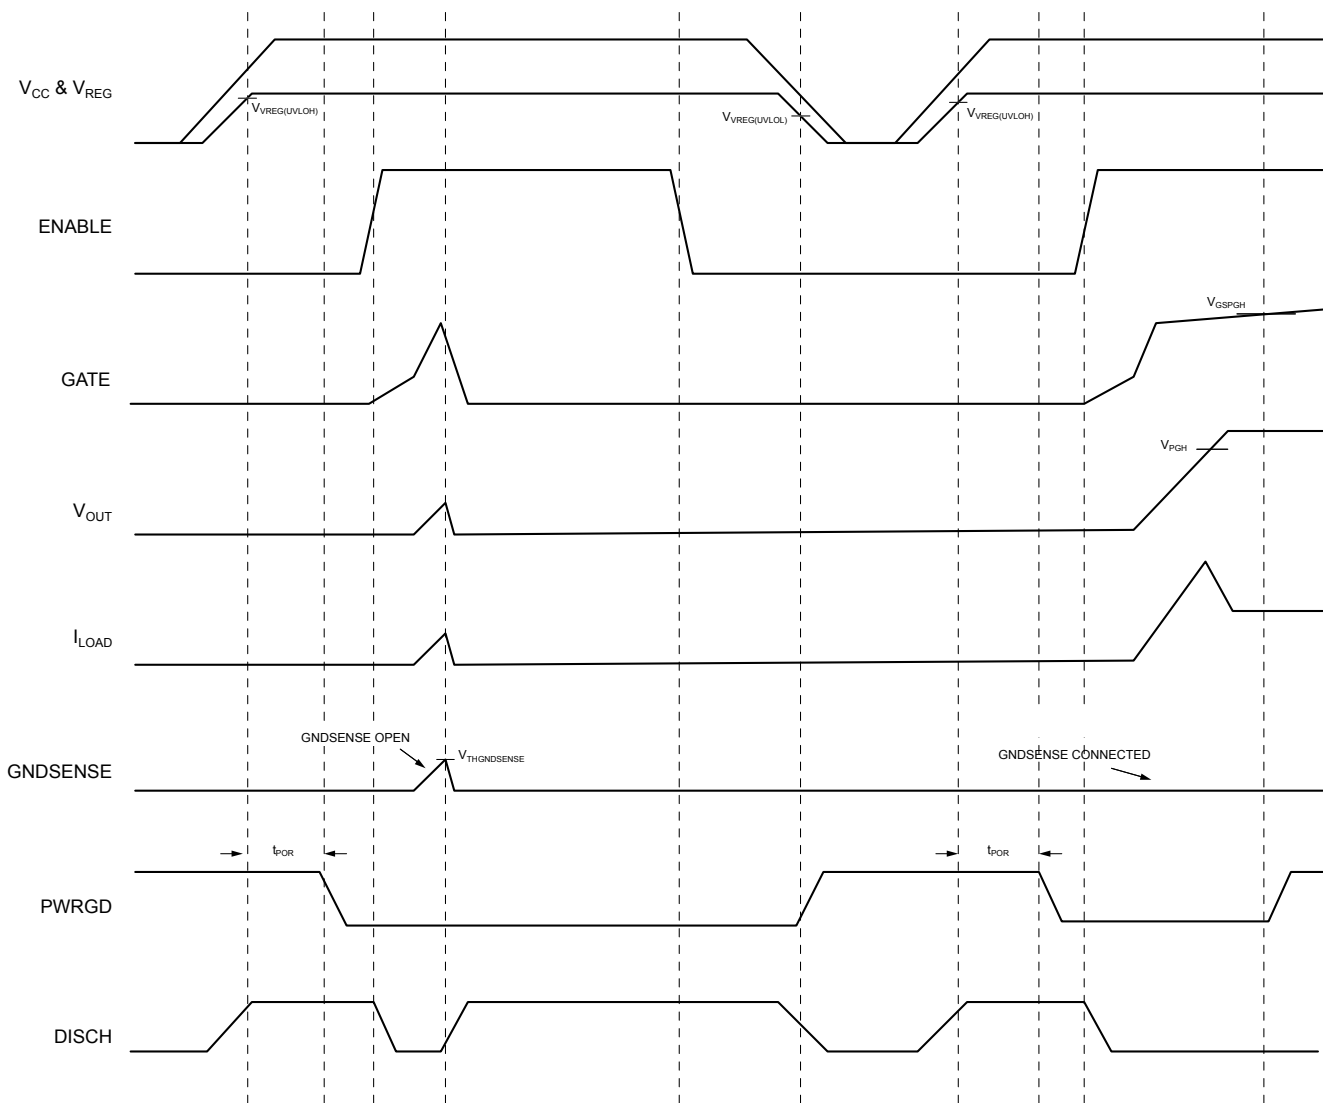 VCC & VREG
VVREG(UVLOH)
VVREG(UVLOL)
VVREG(UVLOH)
ENABLE
VGSPGH
GATE
VPGH
VOUT
ILOAD
GNDSENSE OPEN
VTHGNDSENSE
GNDSENSE CONNECTED
GNDSENSE
tPOR
tPOR
PWRGD
DISCH